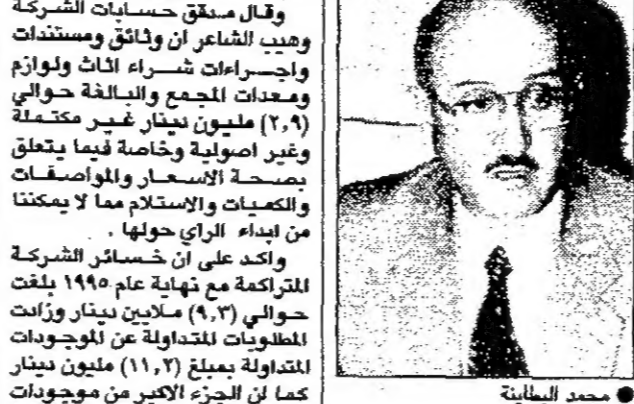 وقال مدقق حسابات الشركة
وهيب الشاعر ان وثائق ومستندات
واجراءات شراء اثاث ولوازم
ومعدات المجمع والبالغة حوالي
(٢,٩) مليون دينار غير مكتملة
وغير اصولية وخاصة فيما يتعلق
بصحة الاسعار والمواصفات
والكميات والاستلام مما لا يمكننا
من ابداء الراي حولها .
واكد على ان خسائر الشركة
المتراكمة مع نهاية عام ١٩٩٥ بلغت
حوالي (٩,٣) ملايين دينار وزادت
المطلوبات المتداولة عن الموجودات
المتداولة بمبلغ (١١,٢) مليون دينار
كما ان الجزء الاكبر من موجودات
● محمد البطاينة